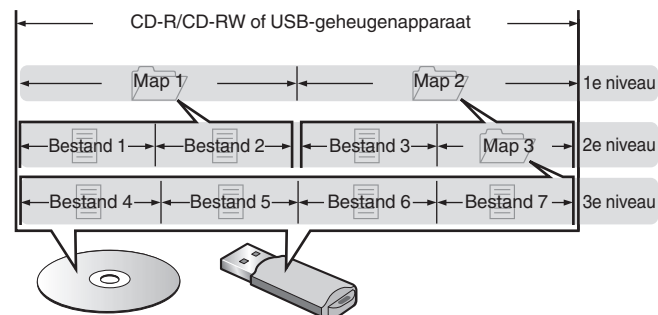 CD-R/CD-RW of USB-geheugenapparaat
Map 1 Map 2 1e niveau
Bestand 1 Bestand 2 Bestand 3 Map 3 2e niveau
Bestand 4 Bestand 5 Bestand 6 Bestand 7 3e niveau